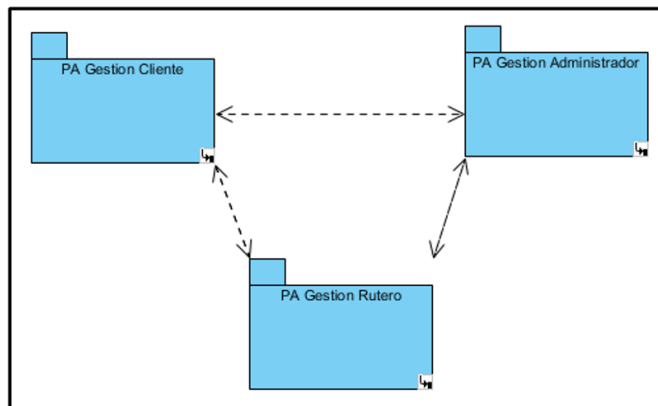 PA Gestion Cliente
PA Gestion Administrador
PA Gestion Rutero